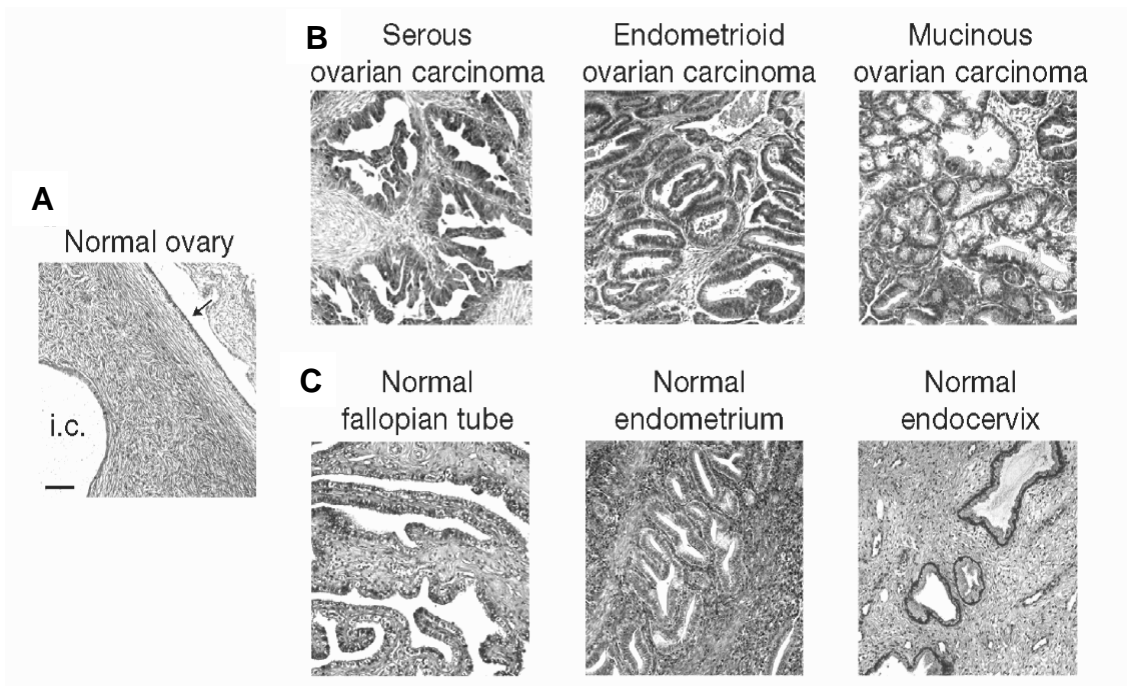 A
Normal ovary
i.c.
B
Serous
ovarian carcinoma
Endometrioid
ovarian carcinoma
Mucinous
ovarian carcinoma
C
Normal
fallopian tube
Normal
endometrium
Normal
endocervix